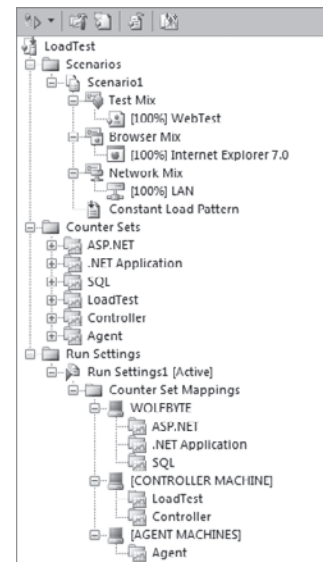 LoadTest
Scenarios
Scenario1
Test Mix
[100%] WebTest
Browser Mix
[100%] Internet Explorer 7.0
Network Mix
[100%] LAN
Constant Load Pattern
Counter Sets
ASP.NET
.NET Application
SQL
LoadTest
Controller
Agent
Run Settings
Run Settings1 [Active]
Counter Set Mappings
WOLFBYTE
ASP.NET
.NET Application
SQL
[CONTROLLER MACHINE]
LoadTest
Controller
[AGENT MACHINES]
Agent